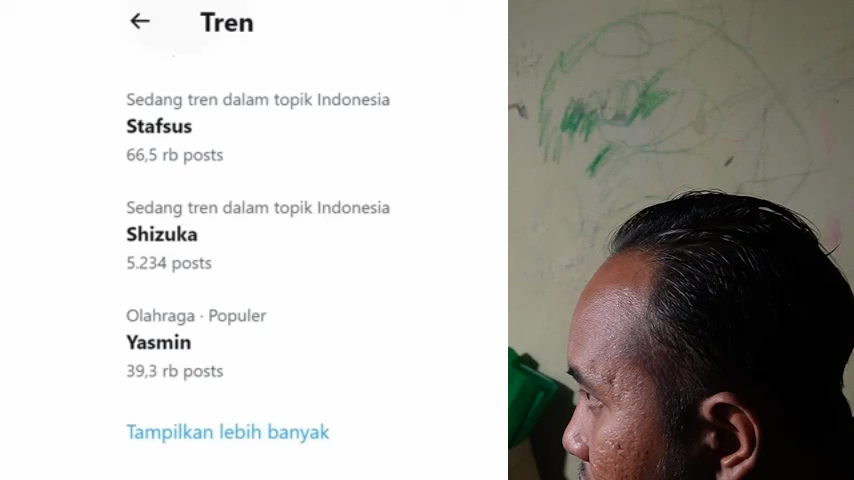 Tren
Sedang tren dalam topik Indonesia
Stafsus
66,5 rb posts
Sedang tren dalam topik Indonesia
Shizuka
5.234 posts
Olahraga · Populer
Yasmin
39,3 rb posts
Tampilkan lebih banyak